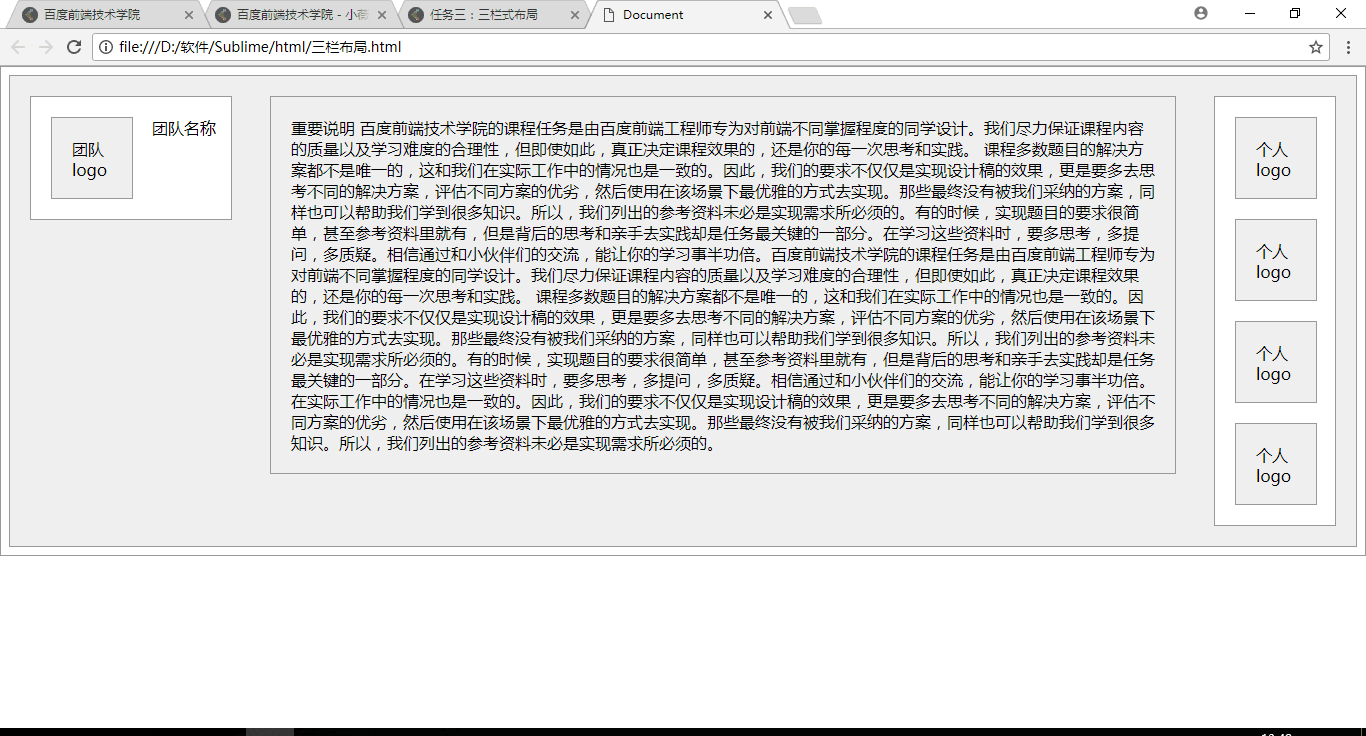 百度前端技术学院
百度前端技术学院 - 小薇
任务三：三栏式布局
Document
file:///D:/软件/Sublime/html/三栏布局.html
团队
logo
团队名称
重要说明 百度前端技术学院的课程任务是由百度前端工程师专为对前端不同掌握程度的同学设计。我们尽力保证课程内容
的质量以及学习难度的合理性，但即使如此，真正决定课程效果的，还是你的每一次思考和实践。 课程多数题目的解决方
案都不是唯一的，这和我们在实际工作中的情况也是一致的。因此，我们的要求不仅仅是实现设计稿的效果，更是要多去思
考不同的解决方案，评估不同方案的优劣，然后使用在该场景下最优雅的方式去实现。那些最终没有被我们采纳的方案，同
样也可以帮助我们学到很多知识。所以，我们列出的参考资料未必是实现需求所必须的。有的时候，实现题目的要求很简
单，甚至参考资料里就有，但是背后的思考和亲手去实践却是任务最关键的一部分。在学习这些资料时，要多思考，多提
问，多质疑。相信通过和小伙伴们的交流，能让你的学习事半功倍。百度前端技术学院的课程任务是由百度前端工程师专为
对前端不同掌握程度的同学设计。我们尽力保证课程内容的质量以及学习难度的合理性，但即使如此，真正决定课程效果
的，还是你的每一次思考和实践。 课程多数题目的解决方案都不是唯一的，这和我们在实际工作中的情况也是一致的。因
此，我们的要求不仅仅是实现设计稿的效果，更是要多去思考不同的解决方案，评估不同方案的优劣，然后使用在该场景下
最优雅的方式去实现。那些最终没有被我们采纳的方案，同样也可以帮助我们学到很多知识。所以，我们列出的参考资料未
必是实现需求所必须的。有的时候，实现题目的要求很简单，甚至参考资料里就有，但是背后的思考和亲手去实践却是任务
最关键的一部分。在学习这些资料时，要多思考，多提问，多质疑。相信通过和小伙伴们的交流，能让你的学习事半功倍。
在实际工作中的情况也是一致的。因此，我们的要求不仅仅是实现设计稿的效果，更是要多去思考不同的解决方案，评估不
同方案的优劣，然后使用在该场景下最优雅的方式去实现。那些最终没有被我们采纳的方案，同样也可以帮助我们学到很多
知识。所以，我们列出的参考资料未必是实现需求所必须的。
个人
logo
个人
logo
个人
logo
个人
logo